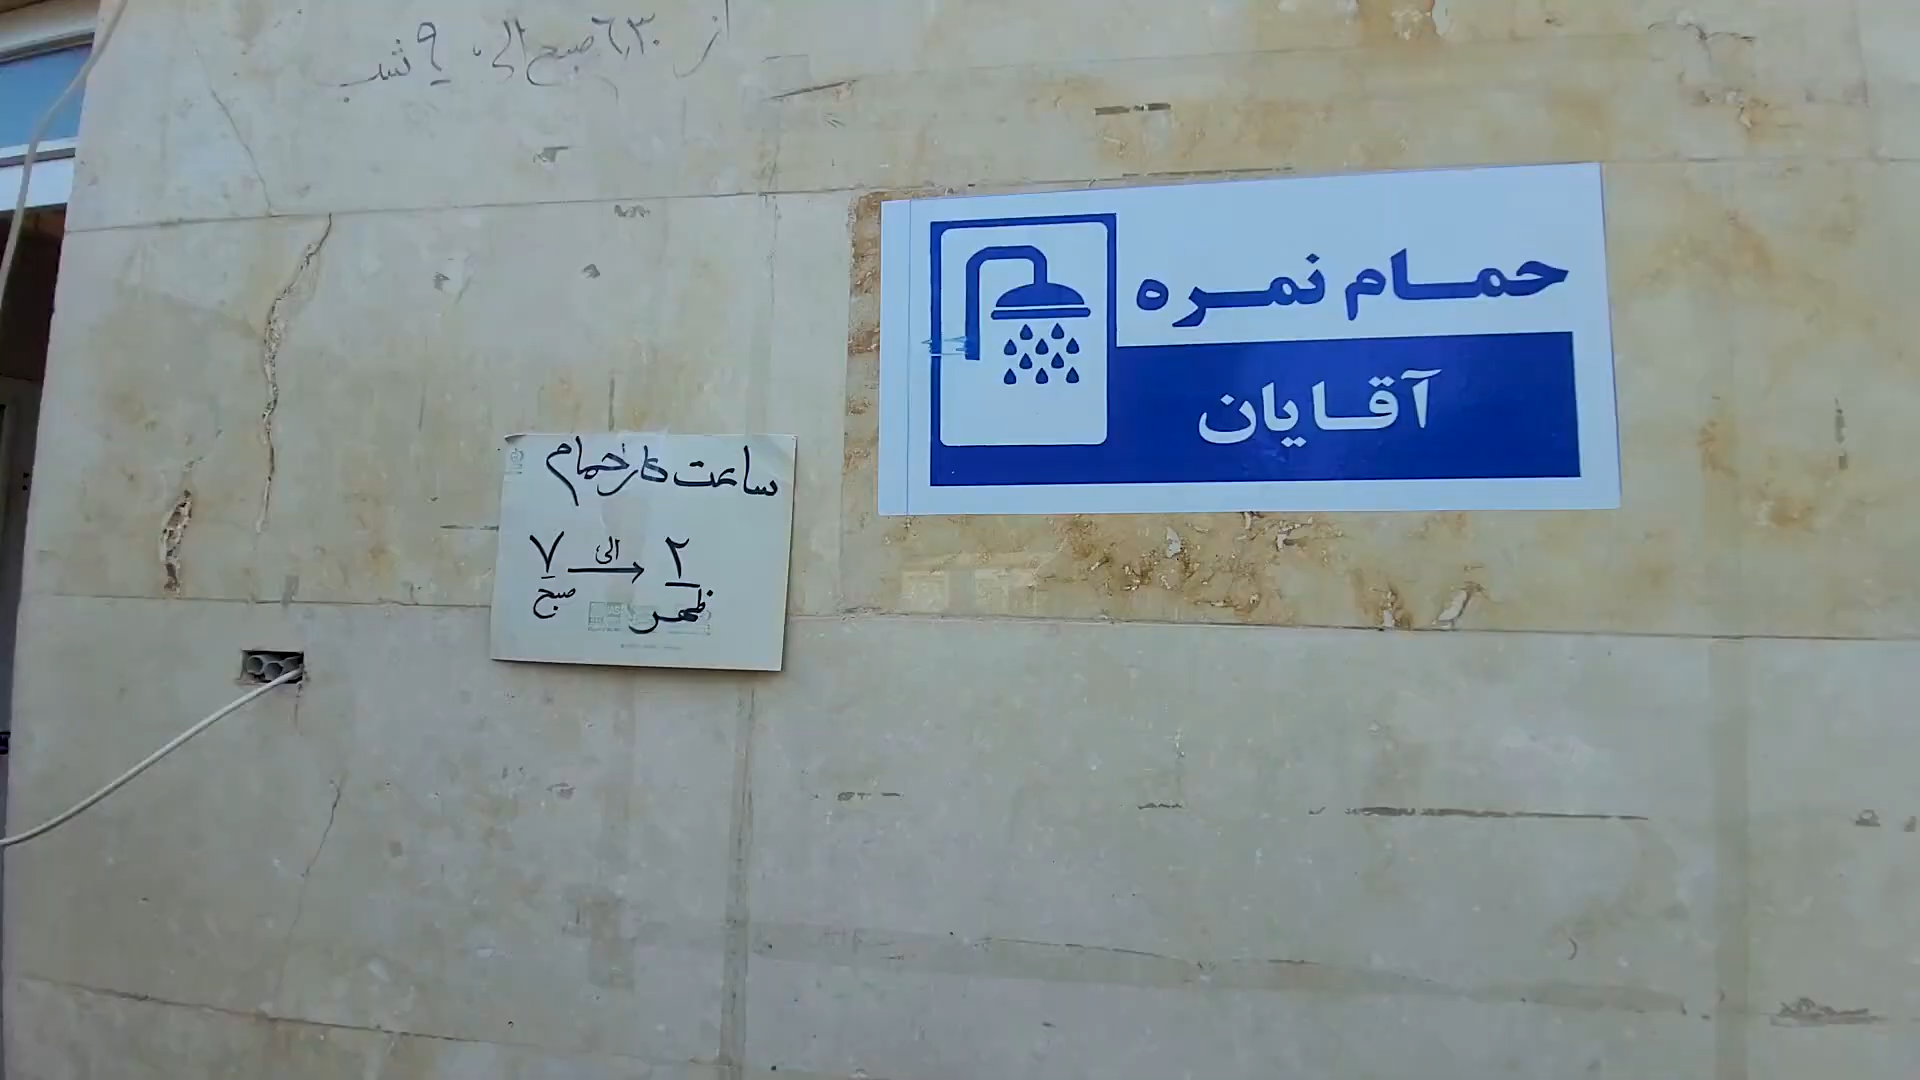 از ۶:۳۰ صبح الی ۹ شب
حمام نمره
آقایان
ساعت کار حمام
۷ الی ۲
صبح ظهر